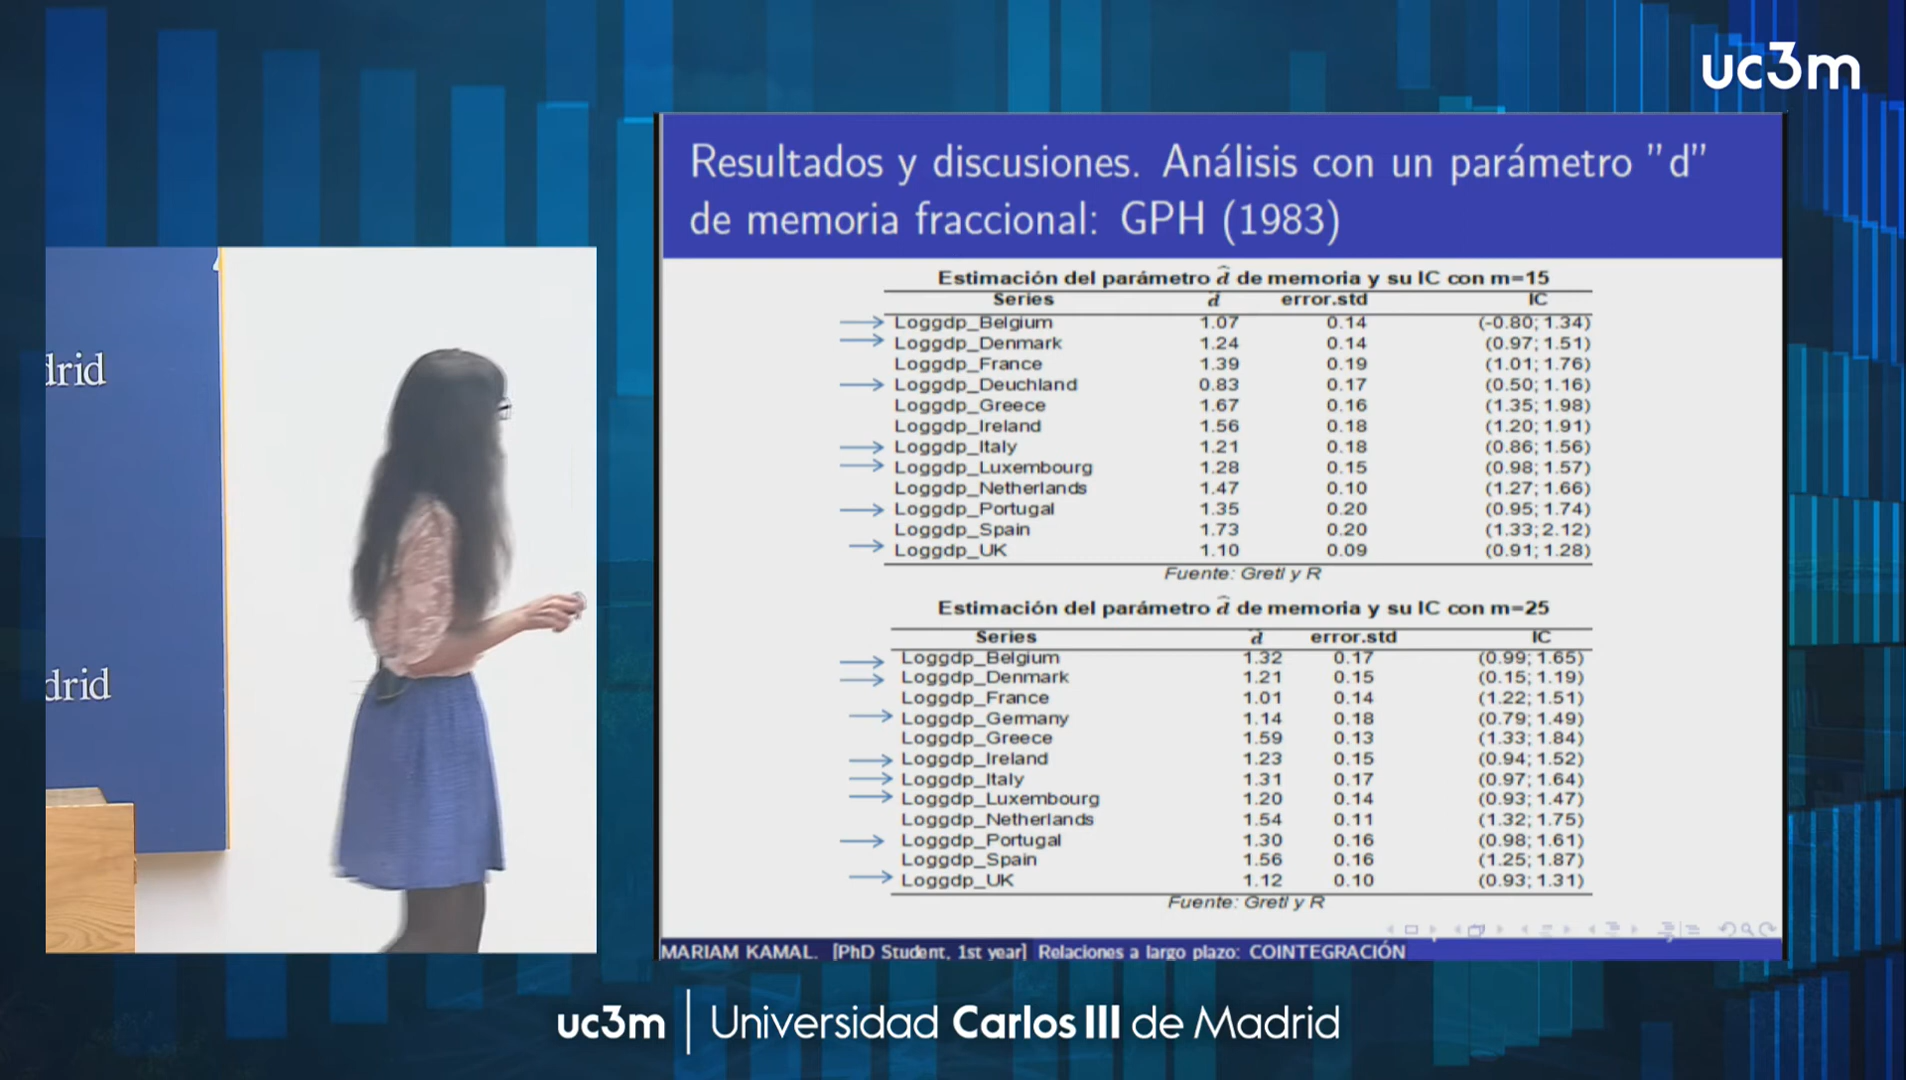 uc3m
Resultados y discusiones. Análisis con un parámetro "d"
de memoria fraccional: GPH (1983)
Estimación del parámetro d̂ de memoria y su IC con m=15
Series d̂ error.std IC
Loggdp_Belgium 1.07 0.14 (-0.80; 1.34)
Loggdp_Denmark 1.24 0.14 (0.97; 1.51)
Loggdp_France 1.39 0.19 (1.01; 1.76)
Loggdp_Deuchland 0.83 0.17 (0.50; 1.16)
Loggdp_Greece 1.67 0.16 (1.35; 1.98)
Loggdp_Ireland 1.56 0.18 (1.20; 1.91)
Loggdp_Italy 1.21 0.18 (0.86; 1.56)
Loggdp_Luxembourg 1.28 0.15 (0.98; 1.57)
Loggdp_Netherlands 1.47 0.10 (1.27; 1.66)
Loggdp_Portugal 1.35 0.20 (0.95; 1.74)
Loggdp_Spain 1.73 0.20 (1.33; 2.12)
Loggdp_UK 1.10 0.09 (0.91; 1.28)
Fuente: Gretl y R
Estimación del parámetro d̂ de memoria y su IC con m=25
Series d̂ error.std IC
Loggdp_Belgium 1.32 0.17 (0.99; 1.65)
Loggdp_Denmark 1.21 0.15 (0.15; 1.19)
Loggdp_France 1.01 0.14 (1.22; 1.51)
Loggdp_Germany 1.14 0.18 (0.79; 1.49)
Loggdp_Greece 1.59 0.13 (1.33; 1.84)
Loggdp_Ireland 1.23 0.15 (0.94; 1.52)
Loggdp_Italy 1.31 0.17 (0.97; 1.64)
Loggdp_Luxembourg 1.20 0.14 (0.93; 1.47)
Loggdp_Netherlands 1.54 0.11 (1.32; 1.75)
Loggdp_Portugal 1.30 0.16 (0.98; 1.61)
Loggdp_Spain 1.56 0.16 (1.25; 1.87)
Loggdp_UK 1.12 0.10 (0.93; 1.31)
Fuente: Gretl y R
MARIAM KAMAL. [PhD Student, 1st year] Relaciones a largo plazo: COINTEGRACIÓN
drid
drid
uc3m | Universidad Carlos III de Madrid